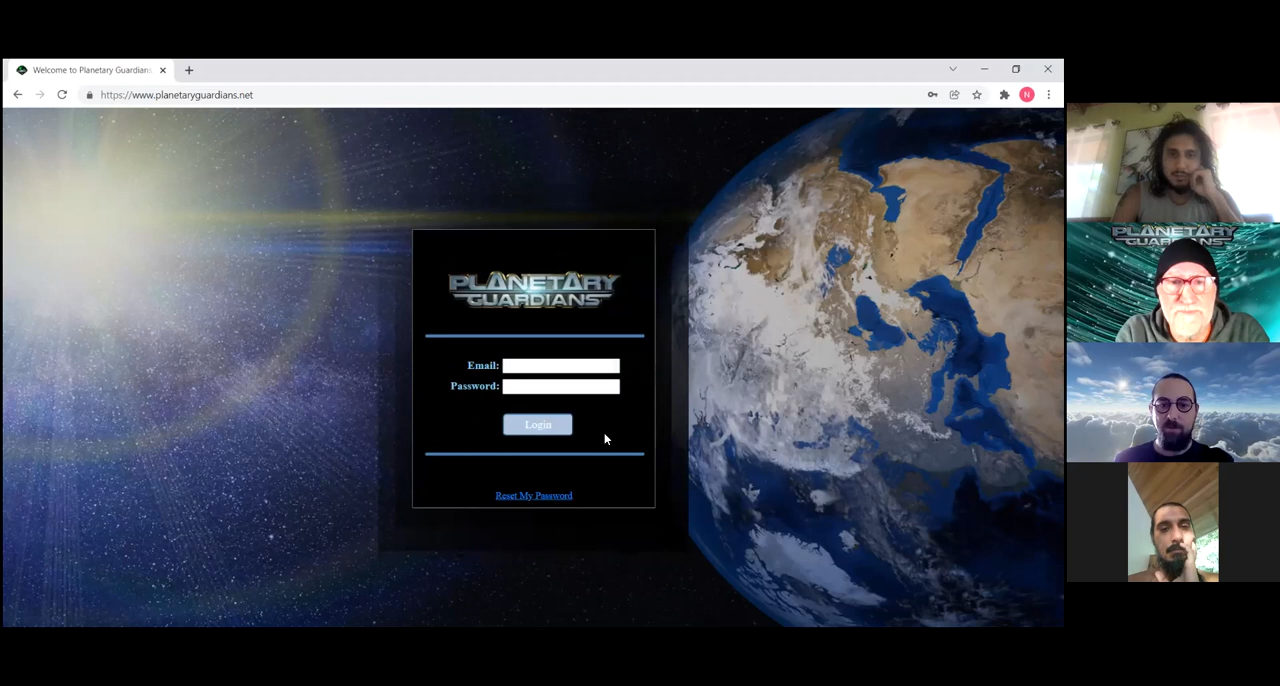 Welcome to Planetary Guardians
https://www.planetaryguardians.net
N
PLANETARY
GUARDIANS
Email:
Password:
Login
Reset My Password
PLANETARY
GUARDIANS